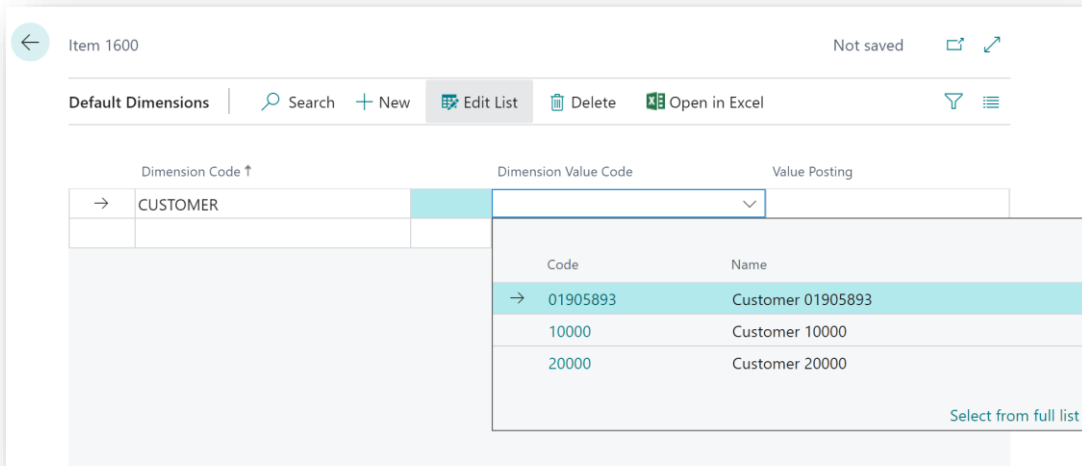 Item 1600 Not saved
Default Dimensions Search New Edit List Delete Open in Excel
Dimension Code ↑ Dimension Value Code Value Posting
CUSTOMER
Code Name
01905893 Customer 01905893
10000 Customer 10000
20000 Customer 20000
Select from full list